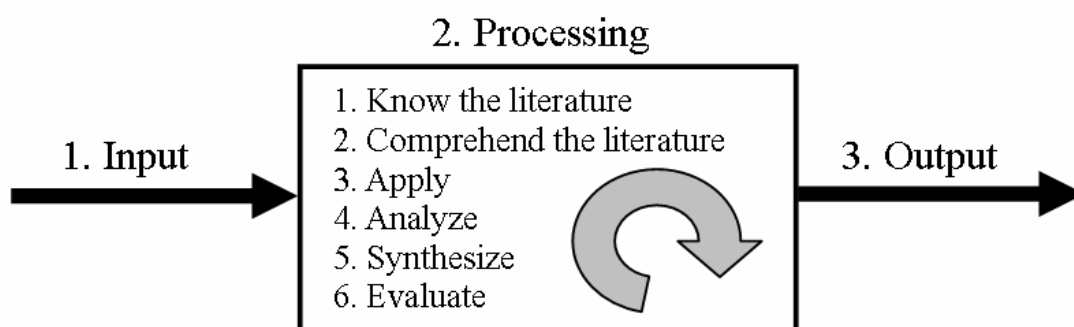 2. Processing
1. Input
1. Know the literature
2. Comprehend the literature
3. Apply
4. Analyze
5. Synthesize
6. Evaluate
3. Output